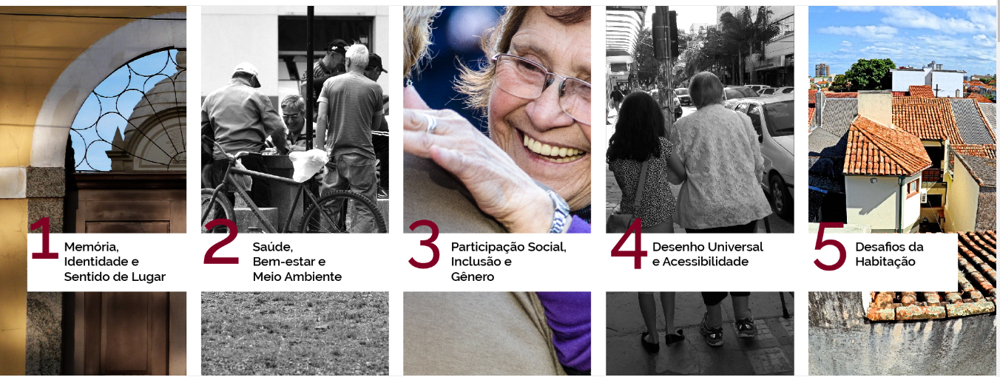 1
Memória,
Identidade e
Sentido de Lugar
2
Saúde,
Bem-estar e
Meio Ambiente
3
Participação Social,
Inclusão e
Gênero
4
Desenho Universal
e Acessibilidade
5
Desafios da
Habitação